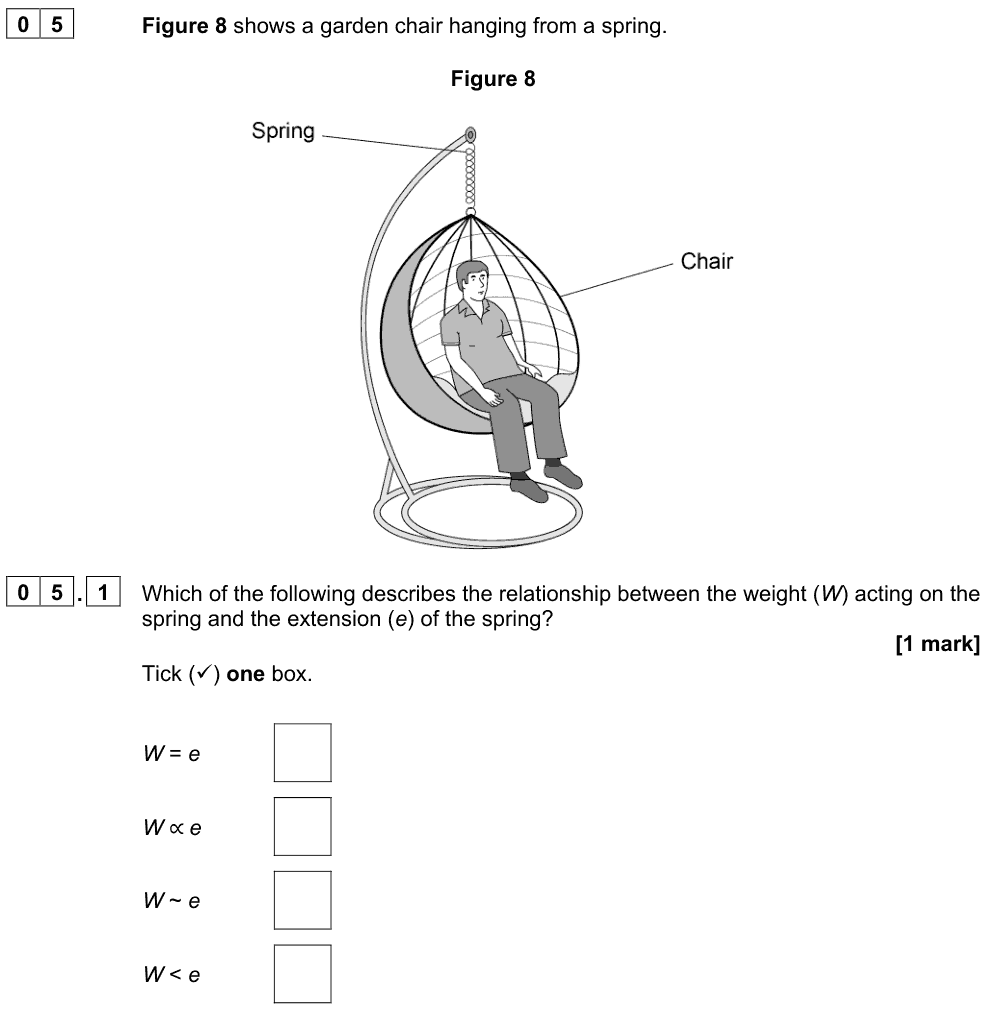 0 5 Figure 8 shows a garden chair hanging from a spring.
Figure 8
Spring
Chair
0 5 . 1 Which of the following describes the relationship between the weight (W) acting on the
spring and the extension (e) of the spring?
[1 mark]
Tick (✓) one box.
W = e
W ∝ e
W ~ e
W < e